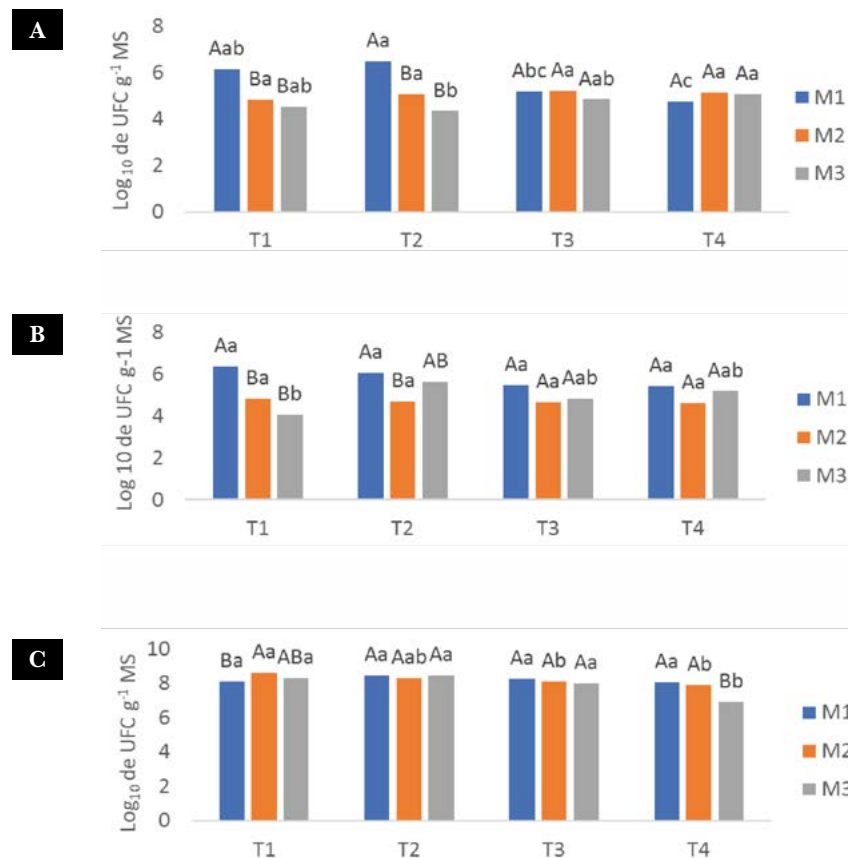 A
Log₁₀ de UFC g⁻¹ MS
8
6
4
2
0
Aab Ba Bab
Aa Ba Bb
Abc Aa Aab
Ac Aa Aa
T1 T2 T3 T4
M1
M2
M3
B
Log 10 de UFC g-1 MS
8
6
4
2
0
Aa Ba Bb
Aa Ba AB
Aa Aa Aab
Aa Aa Aab
T1 T2 T3 T4
M1
M2
M3
C
Log₁₀ de UFC g⁻¹ MS
10
8
6
4
2
0
Ba Aa ABa
Aa Aab Aa
Aa Ab Aa
Aa Ab Bb
T1 T2 T3 T4
M1
M2
M3